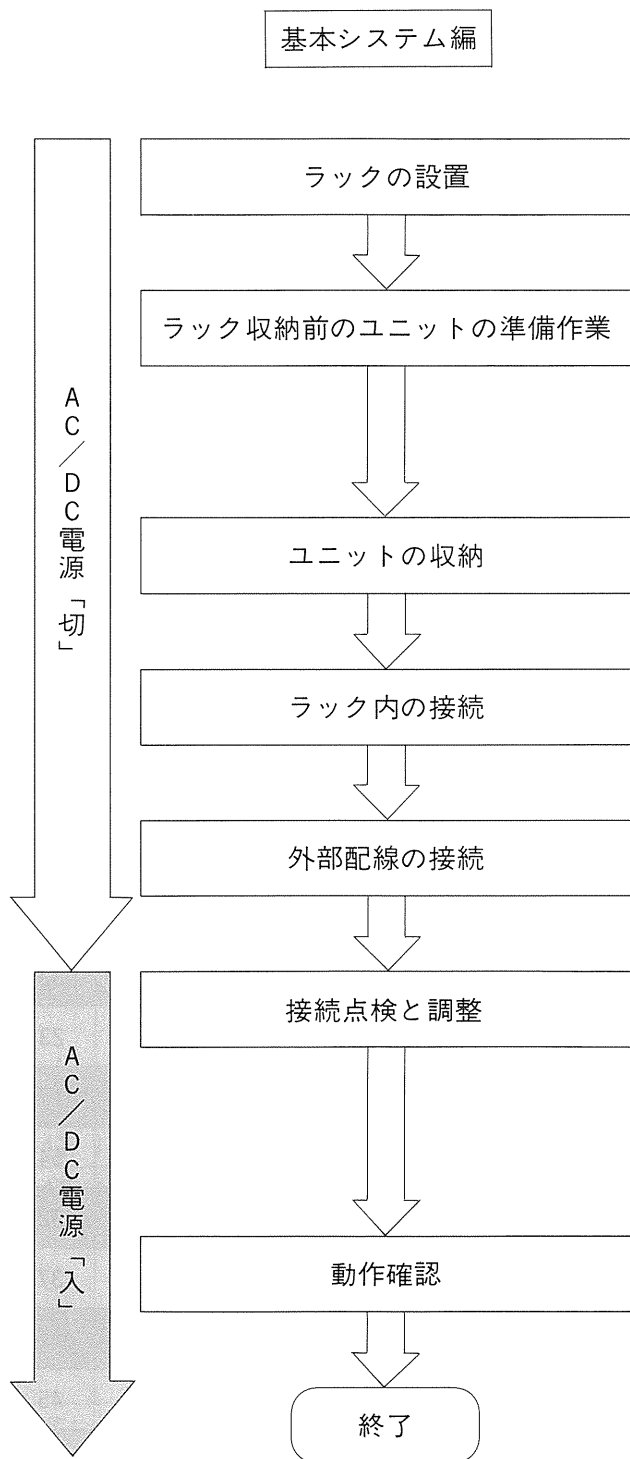 基本システム編
ラックの設置
ラック収納前のユニットの準備作業
AC／DC電源「切」
ユニットの収納
ラック内の接続
外部配線の接続
接続点検と調整
AC／DC電源「入」
動作確認
終了